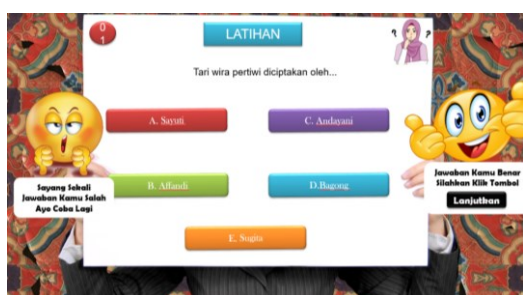 0
1
LATIHAN
? ?
Tari wira pertiwi diciptakan oleh...
A. Sayuti
C. Andayani
B. Affandi
D.Bagong
E. Sugita
Sayang Sekali
Jawaban Kamu Salah
Ayo Coba Lagi
Jawaban Kamu Benar
Silahkan Klik Tombol
Lanjutkan